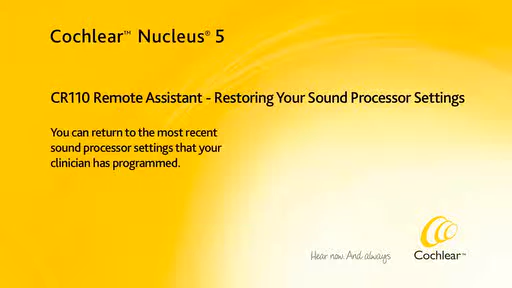 Cochlear™ Nucleus® 5
CR110 Remote Assistant - Restoring Your Sound Processor Settings
You can return to the most recent
sound processor settings that your
clinician has programmed.
Hear now. And always
Cochlear™